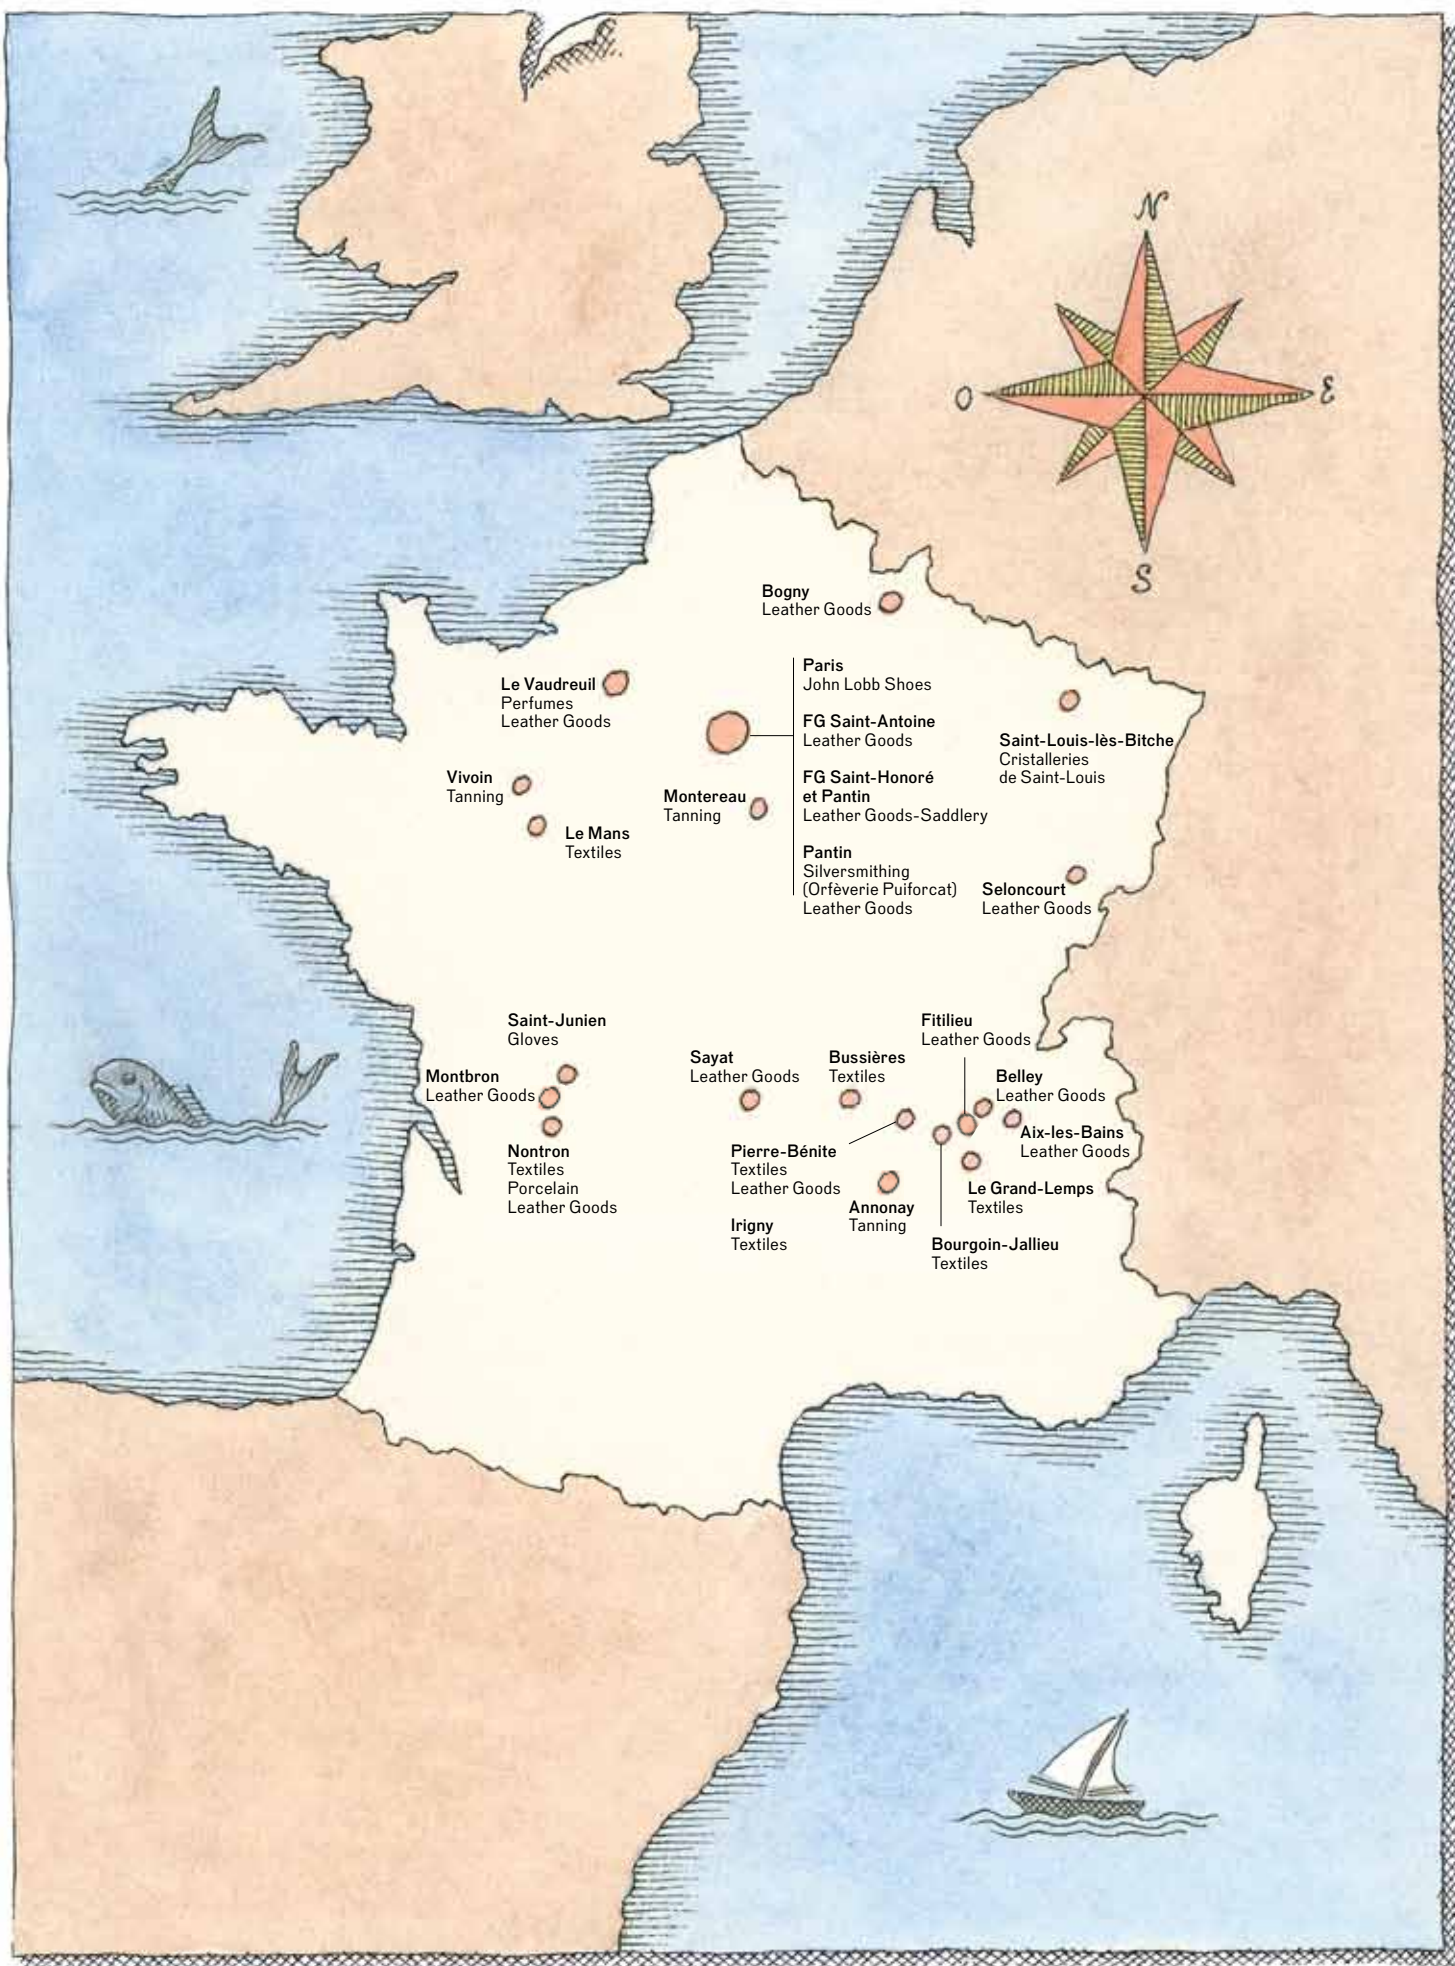 N
O
E
S
Bogny
Leather Goods
Le Vaudreuil
Perfumes
Leather Goods
Paris
John Lobb Shoes
FG Saint-Antoine
Leather Goods
FG Saint-Honoré
et Pantin
Leather Goods-Saddlery
Pantin
Silversmithing
(Orfèverie Puiforcat)
Leather Goods
Saint-Louis-lès-Bitche
Cristalleries
de Saint-Louis
Vivoin
Tanning
Montereau
Tanning
Le Mans
Textiles
Seloncourt
Leather Goods
Saint-Junien
Gloves
Fitilieu
Leather Goods
Montbron
Leather Goods
Sayat
Leather Goods
Bussières
Textiles
Belley
Leather Goods
Aix-les-Bains
Leather Goods
Nontron
Textiles
Porcelain
Leather Goods
Pierre-Bénite
Textiles
Leather Goods
Irigny
Textiles
Annonay
Tanning
Le Grand-Lemps
Textiles
Bourgoin-Jallieu
Textiles